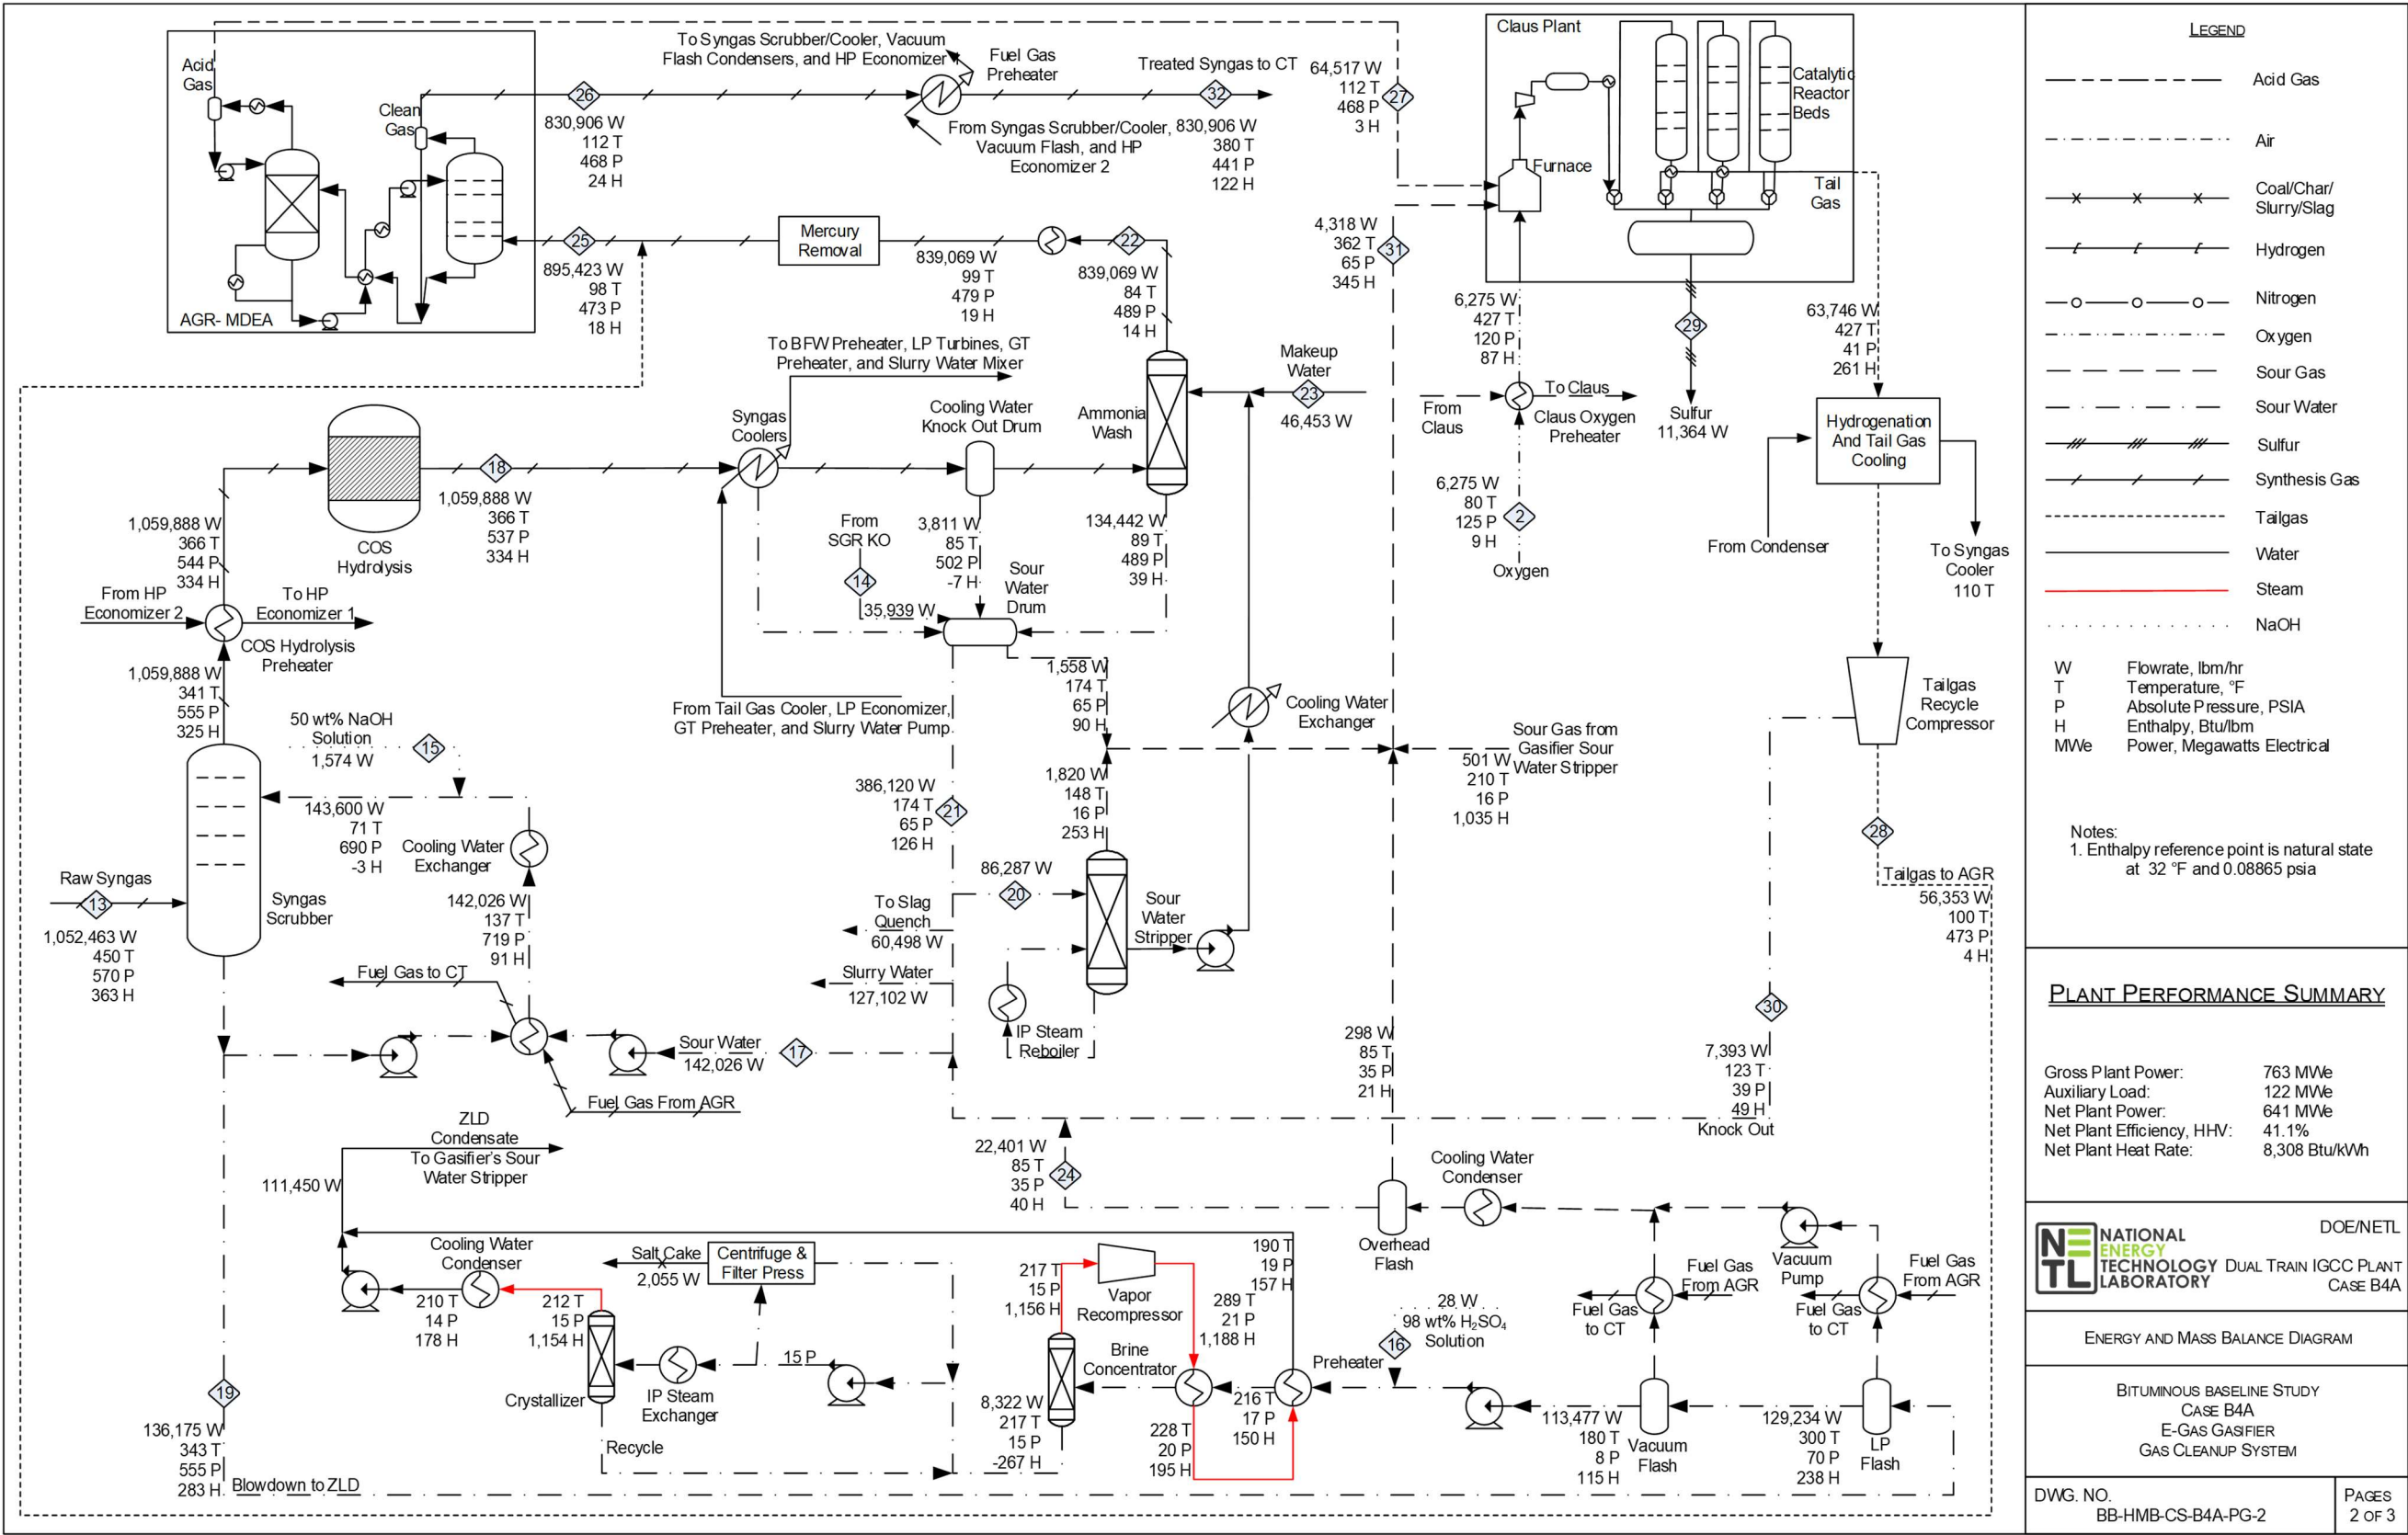 Acid
Gas
Clean
Gas
AGR- MDEA
26
830,906 W
112 T
468 P
24 H
To Syngas Scrubber/Cooler, Vacuum
Flash Condensers, and HP Economizer
Fuel Gas
Preheater
From Syngas Scrubber/Cooler,
Vacuum Flash, and HP
Economizer 2
Treated Syngas to CT
32
830,906 W
380 T
441 P
122 H
64,517 W
112 T
468 P
3 H
27
25
895,423 W
98 T
473 P
18 H
Mercury
Removal
839,069 W
99 T
479 P
19 H
22
839,069 W
84 T
489 P
14 H
4,318 W
362 T
65 P
345 H
31
Claus Plant
Furnace
Catalytic
Reactor
Beds
Tail
Gas
6,275 W
427 T
120 P
87 H
29
Sulfur
11,364 W
63,746 W
427 T
41 P
261 H
From
Claus
To Claus
Claus Oxygen
Preheater
6,275 W
80 T
125 P
9 H
2
Oxygen
Hydrogenation
And Tail Gas
Cooling
From Condenser
To Syngas
Cooler
110 T
Tailgas
Recycle
Compressor
28
Tailgas to AGR
56,353 W
100 T
473 P
4 H
30
7,393 W
123 T
39 P
49 H
Knock Out
To BFW Preheater, LP Turbines, GT
Preheater, and Slurry Water Mixer
Syngas
Coolers
Cooling Water
Knock Out Drum
Ammonia
Wash
Makeup
Water
23
46,453 W
COS
Hydrolysis
18
1,059,888 W
366 T
537 P
334 H
1,059,888 W
366 T
544 P
334 H
From HP
Economizer 2
To HP
Economizer 1
COS Hydrolysis
Preheater
1,059,888 W
341 T
555 P
325 H
From
SGR KO
14
35,939 W
3,811 W
85 T
502 P
-7 H
Sour
Water
Drum
134,442 W
89 T
489 P
39 H
From Tail Gas Cooler, LP Economizer,
GT Preheater, and Slurry Water Pump
1,558 W
174 T
65 P
90 H
Cooling Water
Exchanger
Sour Gas from
Gasifier Sour
Water Stripper
501 W
210 T
16 P
1,035 H
50 wt% NaOH
Solution
1,574 W
15
143,600 W
71 T
690 P
-3 H
Cooling Water
Exchanger
142,026 W
137 T
719 P
91 H
Raw Syngas
13
1,052,463 W
450 T
570 P
363 H
Syngas
Scrubber
386,120 W
174 T
65 P
126 H
21
1,820 W
148 T
16 P
253 H
86,287 W
20
To Slag
Quench
60,498 W
Slurry Water
127,102 W
Sour
Water
Stripper
IP Steam
Reboiler
Fuel Gas to CT
Sour Water
142,026 W
17
Fuel Gas From AGR
298 W
85 T
35 P
21 H
22,401 W
85 T
35 P
40 H
24
ZLD
Condensate
To Gasifier's Sour
Water Stripper
111,450 W
Overhead
Flash
Cooling Water
Condenser
Vacuum
Pump
Fuel Gas
From AGR
Fuel Gas
to CT
Fuel Gas
From AGR
Fuel Gas
to CT
Cooling Water
Condenser
210 T
14 P
178 H
212 T
15 P
1,154 H
Salt Cake
2,055 W
Centrifuge &
Filter Press
Crystallizer
IP Steam
Exchanger
15 P
Recycle
217 T
15 P
1,156 H
Vapor
Recompressor
289 T
21 P
1,188 H
190 T
19 P
157 H
Brine
Concentrator
8,322 W
217 T
15 P
-267 H
228 T
20 P
195 H
216 T
17 P
150 H
Preheater
28 W
98 wt% H₂SO₄
Solution
16
113,477 W
180 T
8 P
115 H
Vacuum
Flash
129,234 W
300 T
70 P
238 H
LP
Flash
19
136,175 W
343 T
555 P
283 H
Blowdown to ZLD
LEGEND
Acid Gas
Air
Coal/Char/
Slurry/Slag
Hydrogen
Nitrogen
Oxygen
Sour Gas
Sour Water
Sulfur
Synthesis Gas
Tailgas
Water
Steam
NaOH
W Flowrate, lbm/hr
T Temperature, °F
P Absolute Pressure, PSIA
H Enthalpy, Btu/lbm
MWe Power, Megawatts Electrical
Notes:
1. Enthalpy reference point is natural state
at 32 °F and 0.08865 psia
PLANT PERFORMANCE SUMMARY
Gross Plant Power: 763 MWe
Auxiliary Load: 122 MWe
Net Plant Power: 641 MWe
Net Plant Efficiency, HHV: 41.1%
Net Plant Heat Rate: 8,308 Btu/kWh
NETL
NATIONAL
ENERGY
TECHNOLOGY
LABORATORY
DOE/NETL
DUAL TRAIN IGCC PLANT
CASE B4A
ENERGY AND MASS BALANCE DIAGRAM
BITUMINOUS BASELINE STUDY
CASE B4A
E-GAS GASIFIER
GAS CLEANUP SYSTEM
DWG. NO.
BB-HMB-CS-B4A-PG-2
PAGES
2 OF 3